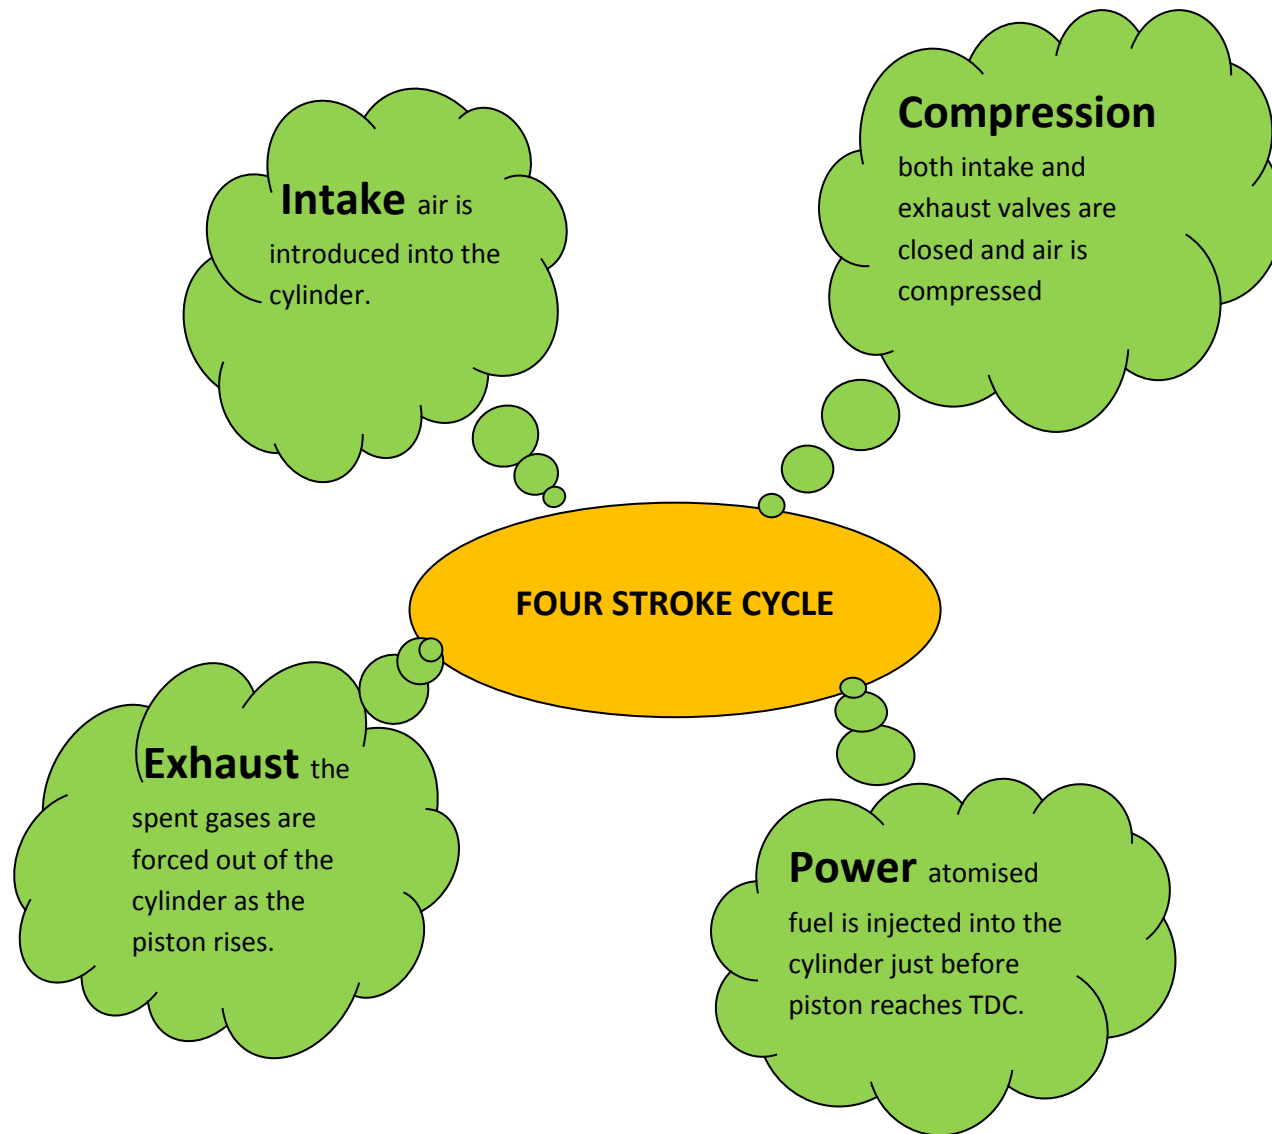 Intake air is
introduced into the
cylinder.
Compression
both intake and
exhaust valves are
closed and air is
compressed
FOUR STROKE CYCLE
Exhaust the
spent gases are
forced out of the
cylinder as the
piston rises.
Power atomised
fuel is injected into the
cylinder just before
piston reaches TDC.